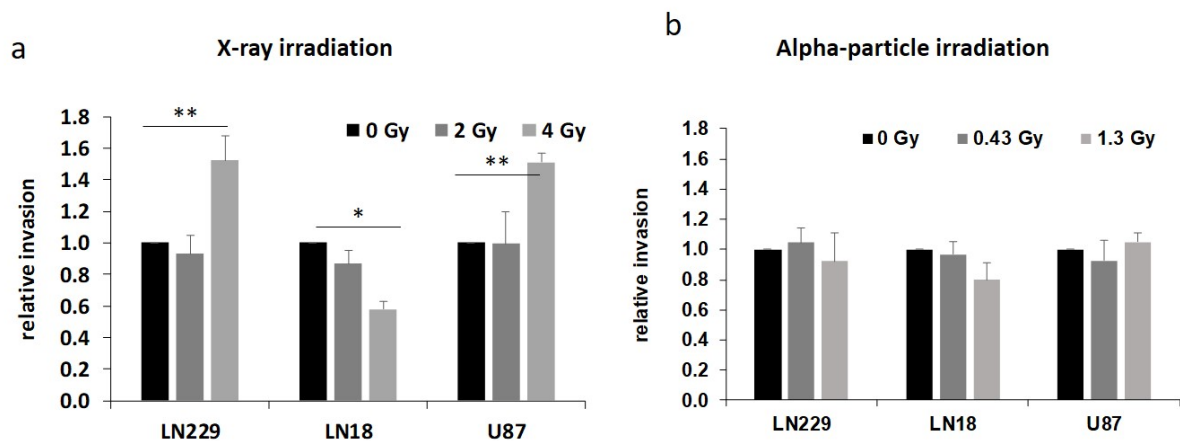 a
X-ray irradiation
relative invasion
1.8
1.6
1.4
1.2
1.0
0.8
0.6
0.4
0.2
0.0
0 Gy 2 Gy 4 Gy
**
*
**
LN229 LN18 U87
b
Alpha-particle irradiation
relative invasion
1.8
1.6
1.4
1.2
1.0
0.8
0.6
0.4
0.2
0.0
0 Gy 0.43 Gy 1.3 Gy
LN229 LN18 U87